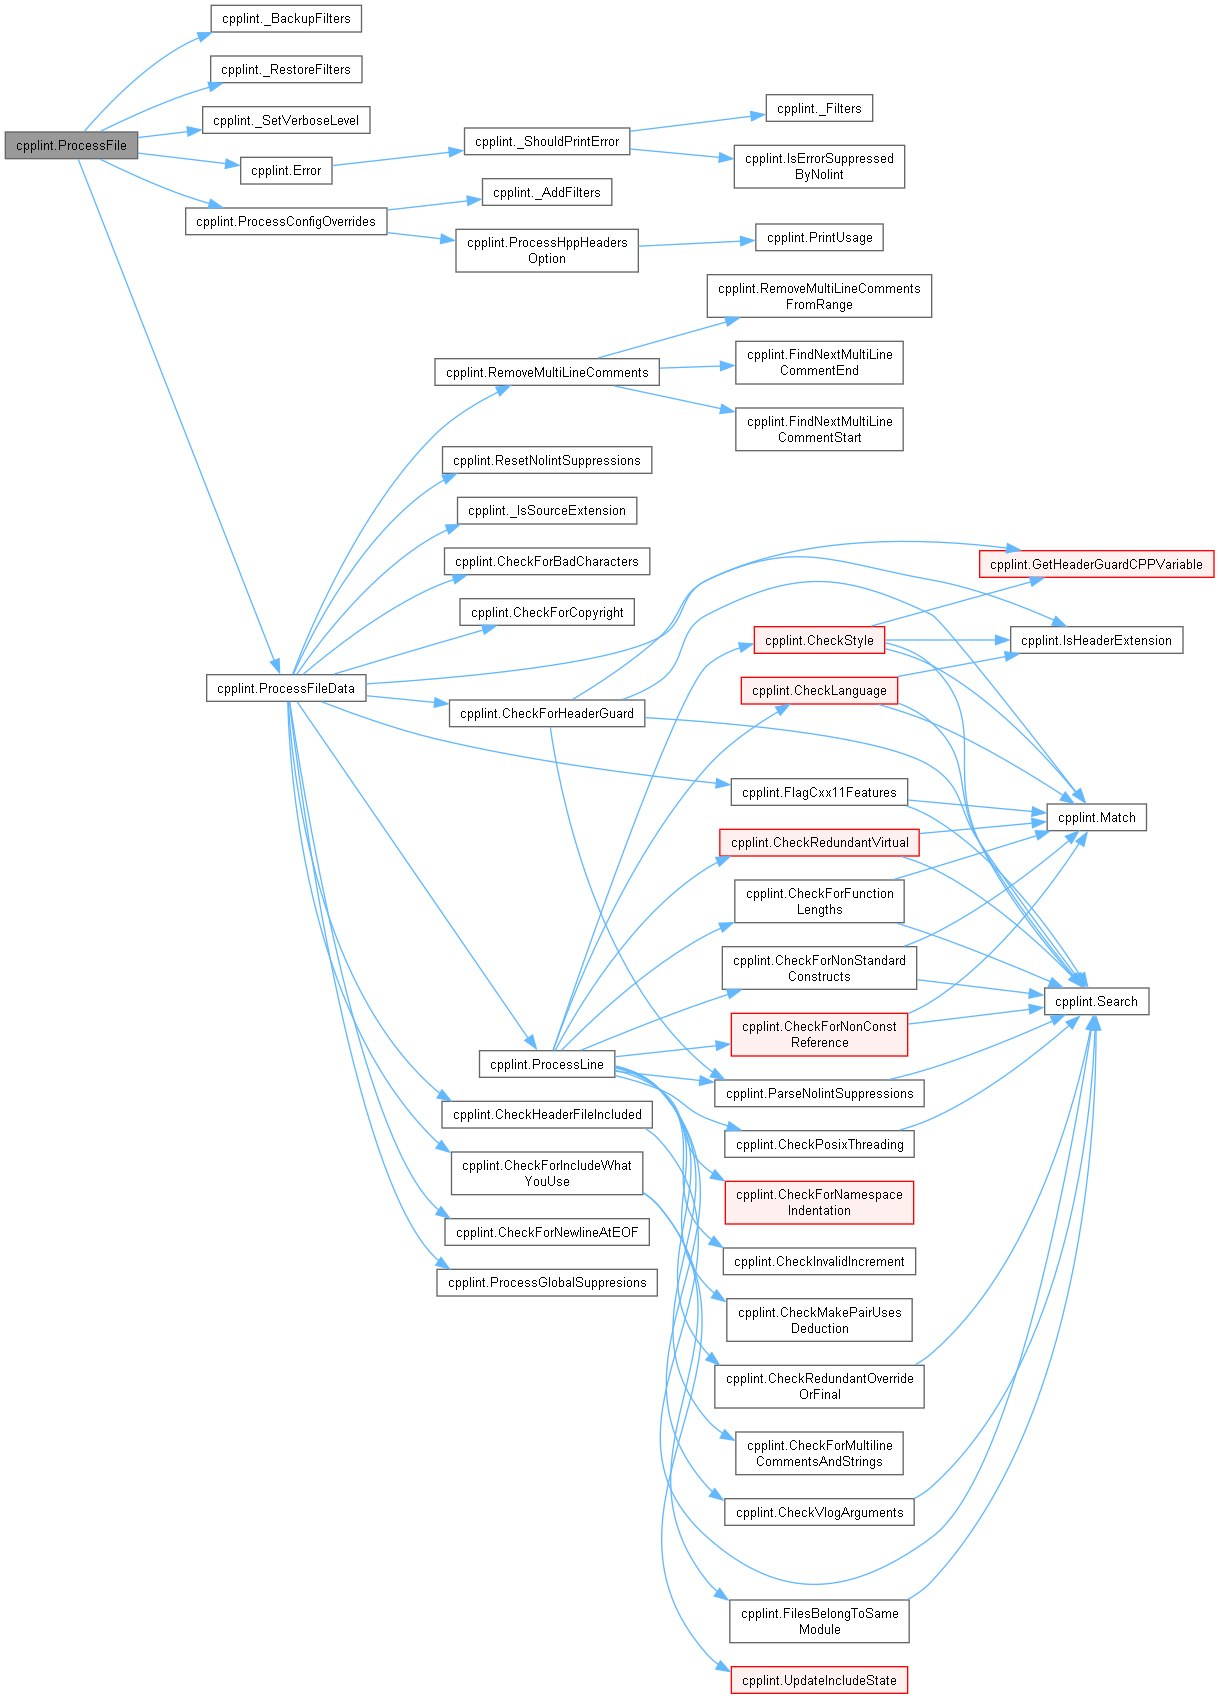 cpplint._BackupFilters
cpplint._RestoreFilters
cpplint._SetVerboseLevel
cpplint._Filters
cpplint.ProcessFile
cpplint._ShouldPrintError
cpplint.Error
cpplint.IsErrorSuppressed
ByNolint
cpplint._AddFilters
cpplint.ProcessConfigOverrides
cpplint.ProcessHppHeaders
Option
cpplint.PrintUsage
cpplint.RemoveMultiLineComments
FromRange
cpplint.FindNextMultiLine
CommentEnd
cpplint.RemoveMultiLineComments
cpplint.FindNextMultiLine
CommentStart
cpplint.ResetNolintSuppressions
cpplint._IsSourceExtension
cpplint.CheckForBadCharacters
cpplint.GetHeaderGuardCPPVariable
cpplint.CheckForCopyright
cpplint.CheckStyle
cpplint.IsHeaderExtension
cpplint.ProcessFileData
cpplint.CheckLanguage
cpplint.CheckForHeaderGuard
cpplint.FlagCxx11Features
cpplint.Match
cpplint.CheckRedundantVirtual
cpplint.CheckForFunction
Lengths
cpplint.CheckForNonStandard
Constructs
cpplint.Search
cpplint.CheckForNonConst
Reference
cpplint.ProcessLine
cpplint.ParseNolintSuppressions
cpplint.CheckHeaderFileIncluded
cpplint.CheckPosixThreading
cpplint.CheckForIncludeWhat
YouUse
cpplint.CheckForNamespace
Indentation
cpplint.CheckForNewlineAtEOF
cpplint.CheckInvalidIncrement
cpplint.ProcessGlobalSuppresions
cpplint.CheckMakePairUses
Deduction
cpplint.CheckRedundantOverride
OrFinal
cpplint.CheckForMultiline
CommentsAndStrings
cpplint.CheckVlogArguments
cpplint.FilesBelongToSame
Module
cpplint.UpdateIncludeState